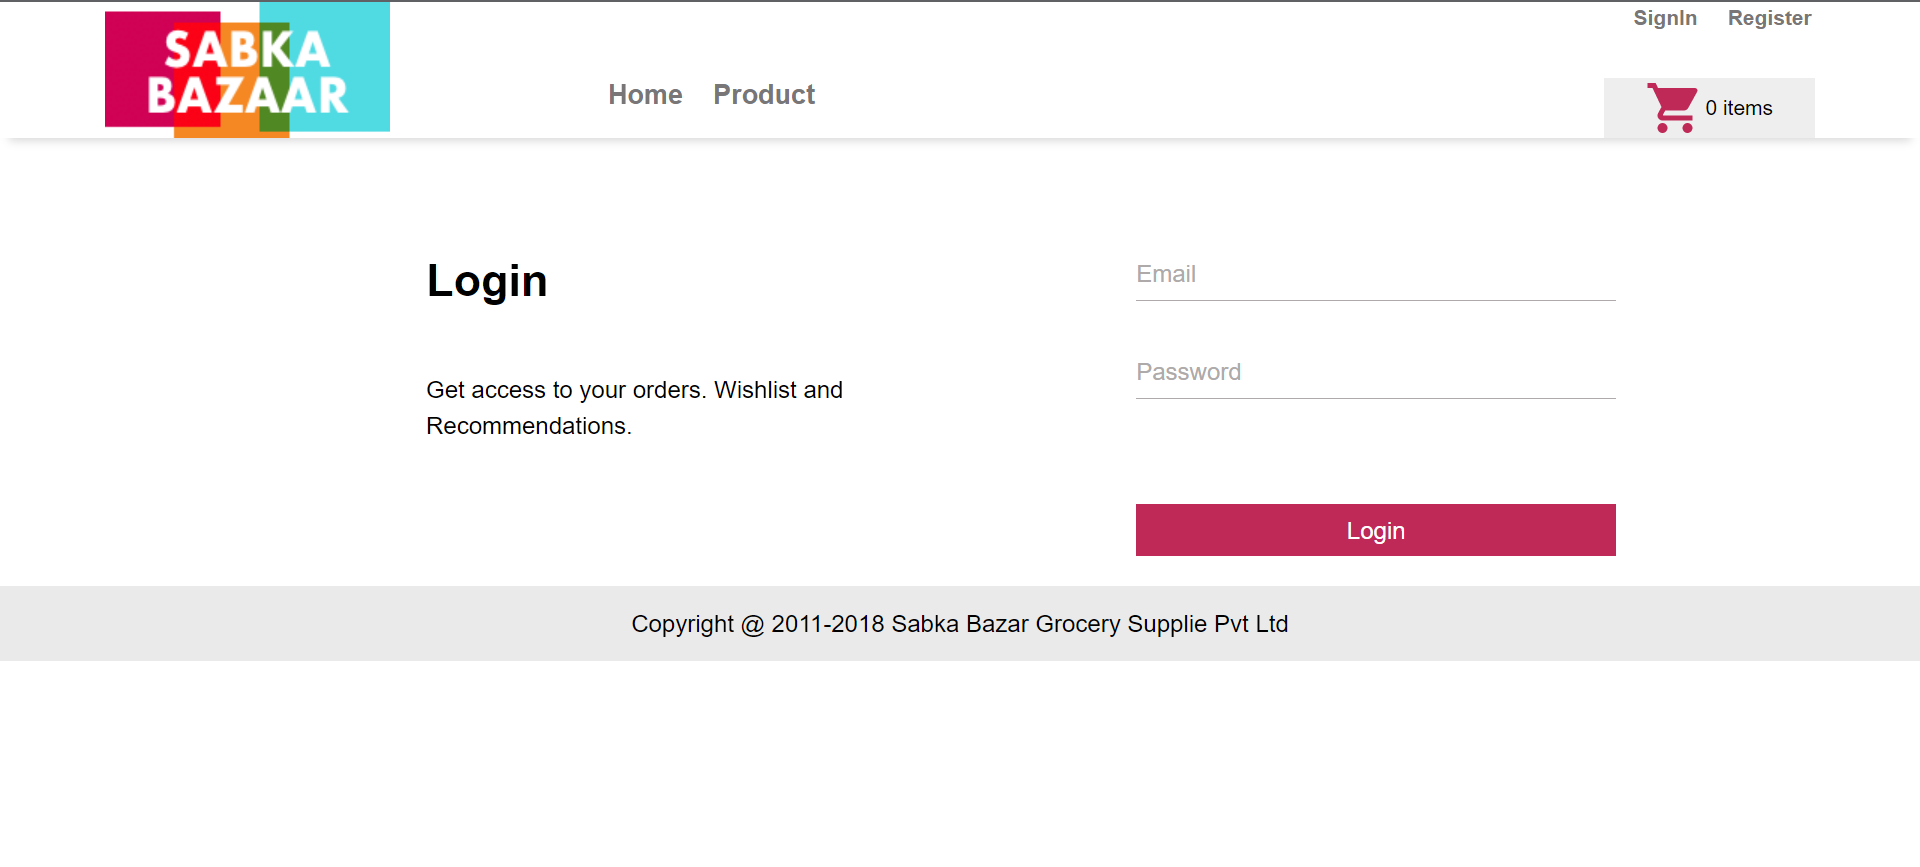 SABKA
BAZAAR
Home Product
SignIn Register
0 items
Login
Get access to your orders. Wishlist and
Recommendations.
Email
Password
Login
Copyright @ 2011-2018 Sabka Bazar Grocery Supplie Pvt Ltd